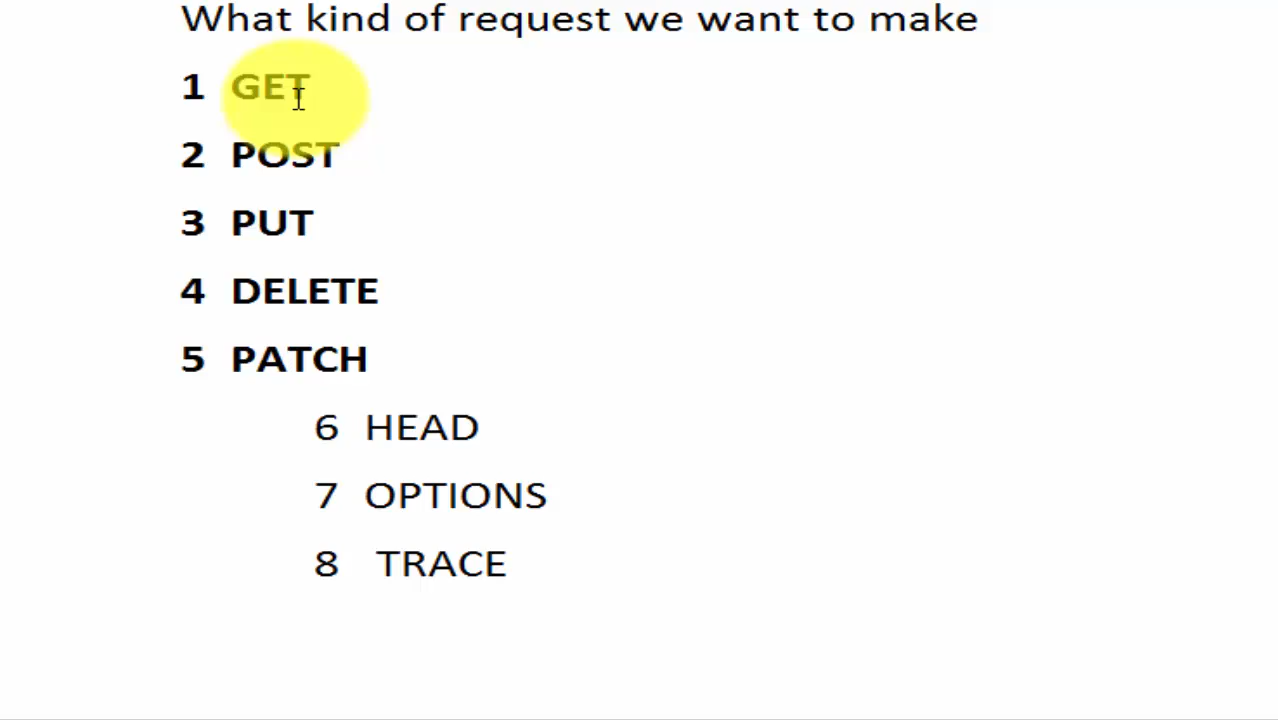 What kind of request we want to make
1 GET
2 POST
3 PUT
4 DELETE
5 PATCH
6 HEAD
7 OPTIONS
8 TRACE